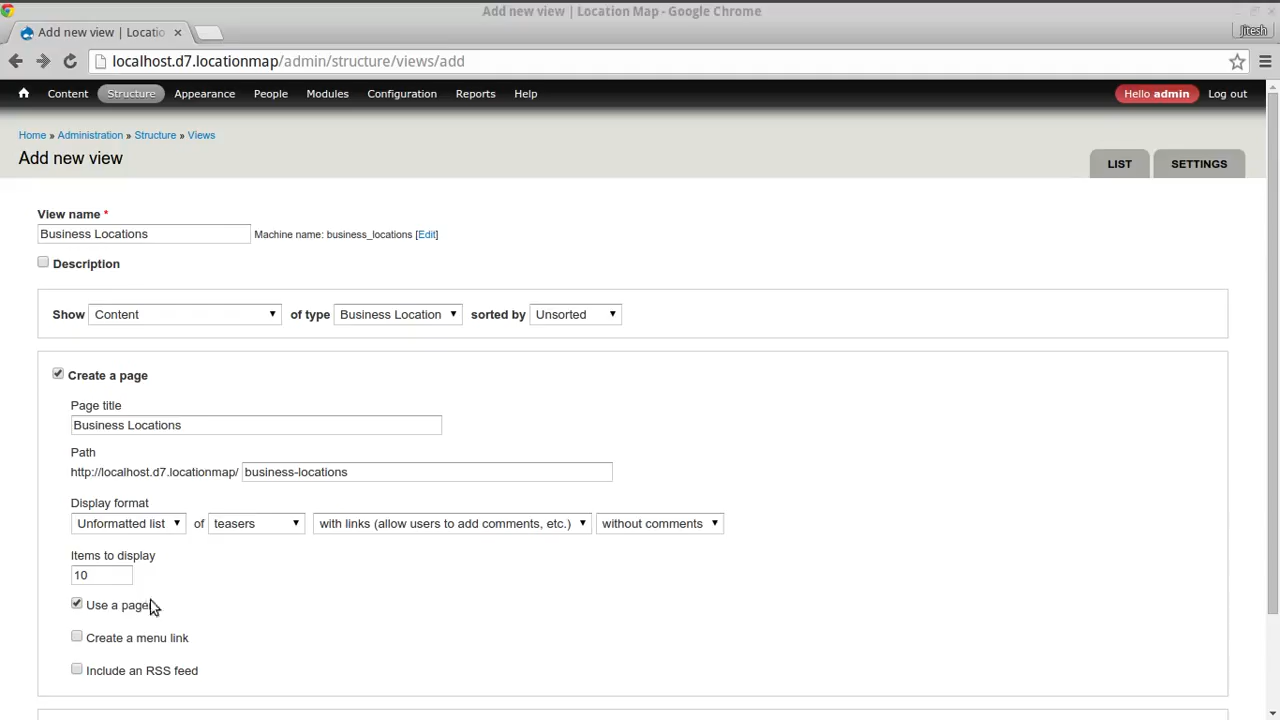 Add new view | Location Map - Google Chrome
Add new view | Locatio
jitesh
localhost.d7.locationmap/admin/structure/views/add
Content Structure Appearance People Modules Configuration Reports Help Hello admin Log out
Home » Administration » Structure » Views
Add new view
LIST SETTINGS
View name *
Business Locations Machine name: business_locations [Edit]
Description
Show Content of type Business Location sorted by Unsorted
Create a page
Page title
Business Locations
Path
http://localhost.d7.locationmap/ business-locations
Display format
Unformatted list of teasers with links (allow users to add comments, etc.) without comments
Items to display
10
Use a page
Create a menu link
Include an RSS feed